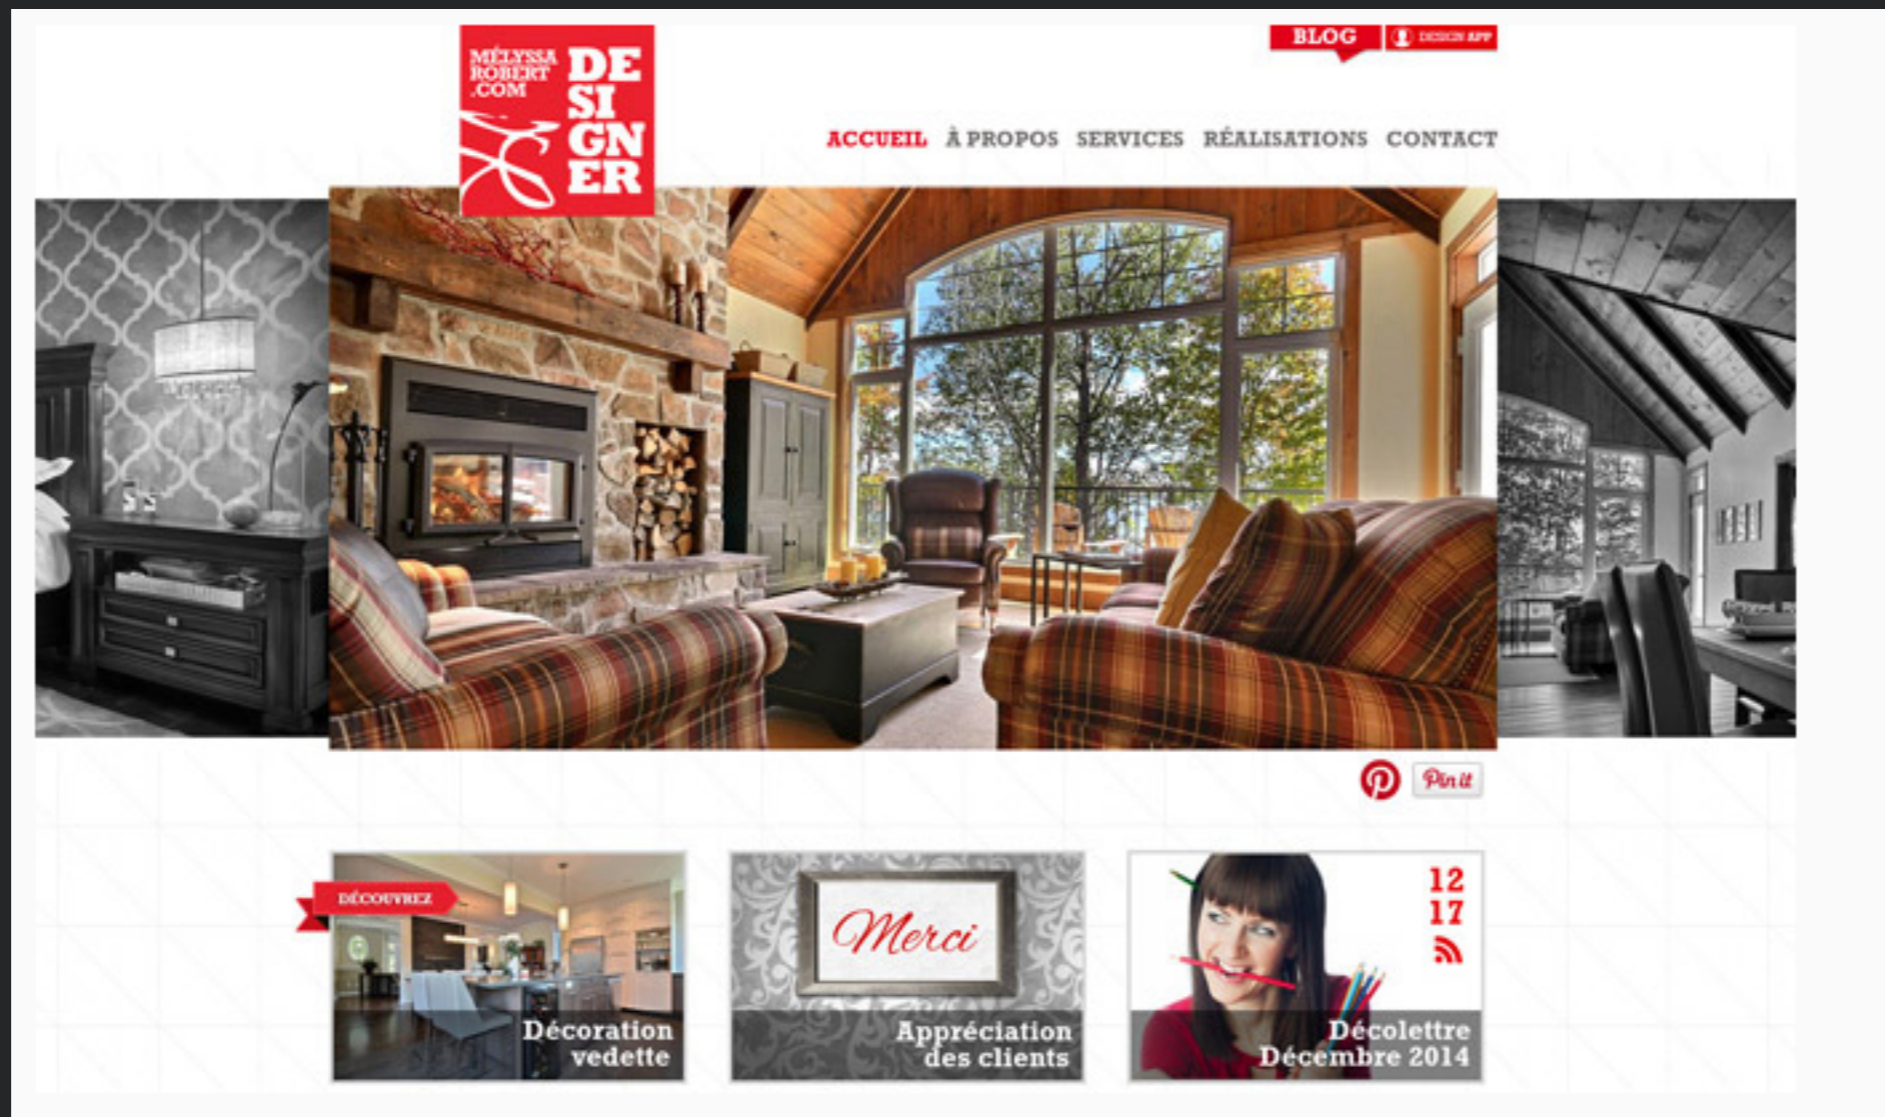 MÉLYSSA
ROBERT
.COM
DE
SI
GN
ER
BLOG
DESIGN APP
ACCUEIL À PROPOS SERVICES RÉALISATIONS CONTACT
Pin it
DÉCOUVREZ
Décoration
vedette
Merci
Appréciation
des clients
12
17
Décolettre
Décembre 2014